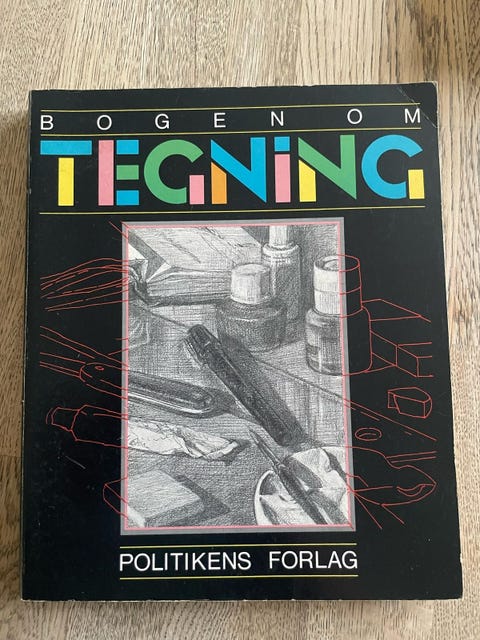 BOGEN OM
TEGNiNG
POLITIKENS FORLAG